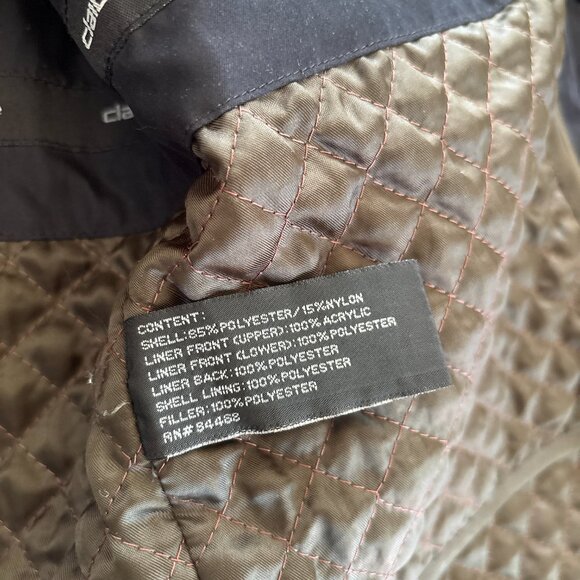 CONTENT:
SHELL:85%POLYESTER/15%NYLON
LINER FRONT (UPPER):100% ACRYLIC
LINER FRONT (LOWER):100% POLYESTER
LINER BACK:100% POLYESTER
SHELL LINING:100% POLYESTER
FILLER:100%POLYESTER
RN# 94468